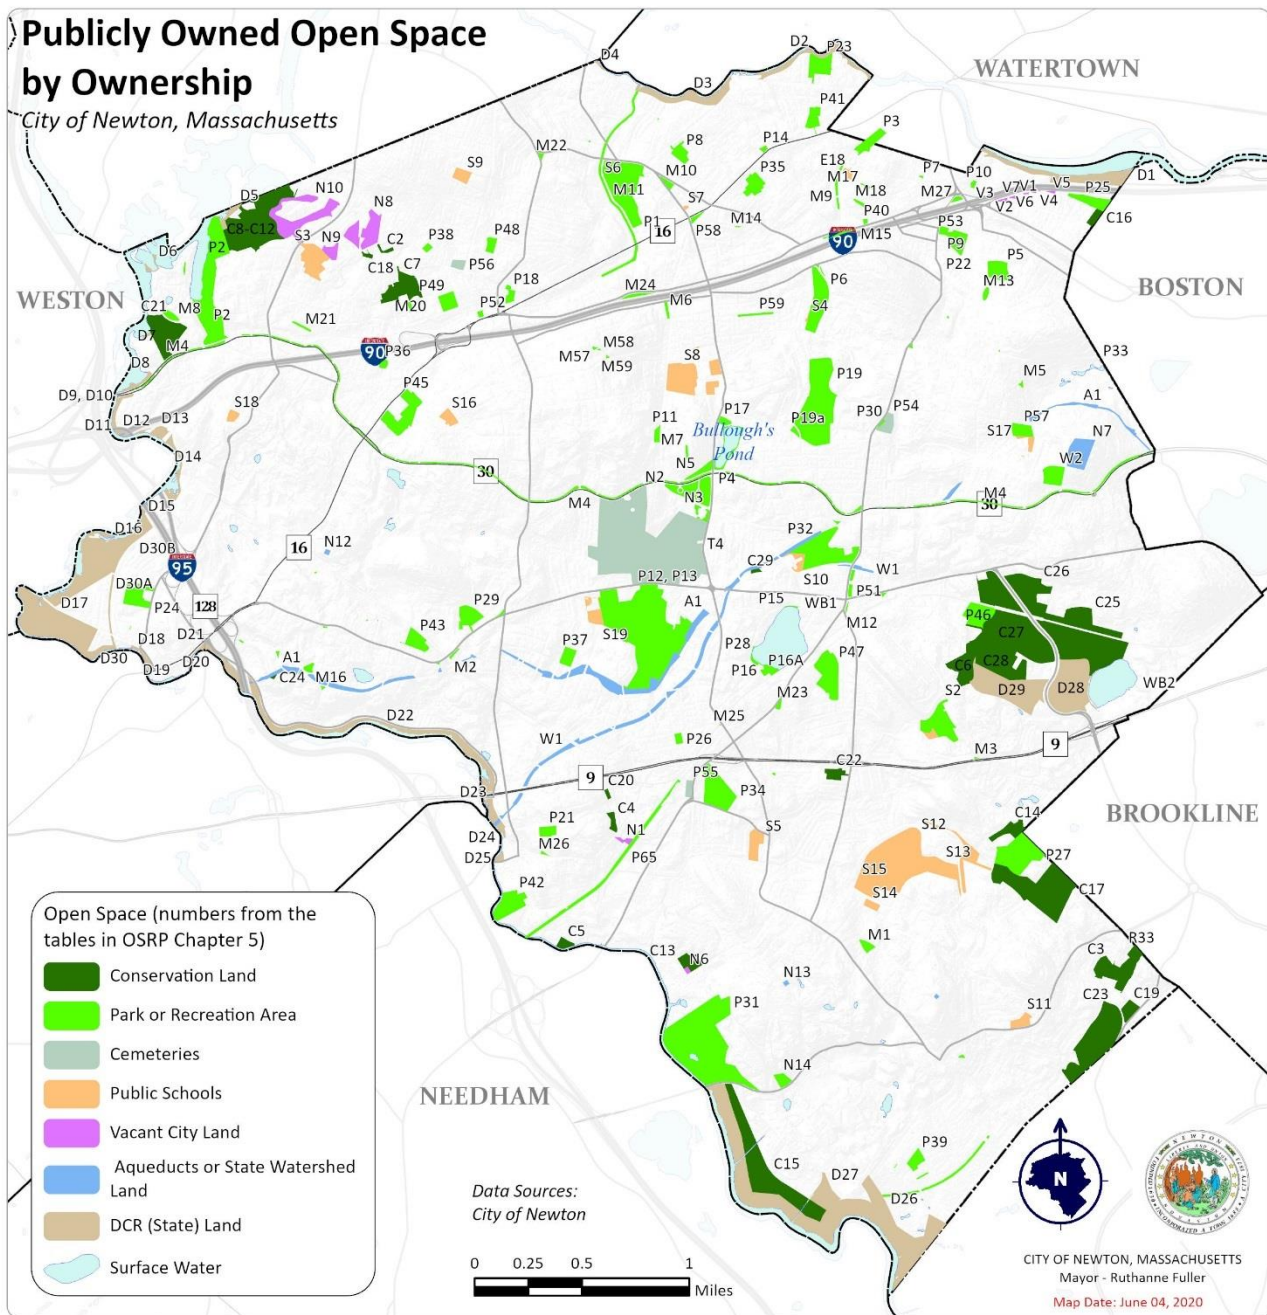 Publicly Owned Open Space
by Ownership
City of Newton, Massachusetts
WATERTOWN
WESTON
BOSTON
BROOKLINE
NEEDHAM
D4
D2
P23
D3
P41
P3
P8
P14
M22
S9
S6
M10
P35
E18
M17
P7
P10
M11
S7
M9
M18
M27
V3
V7
V1
V5
P25
D1
V2
V6
V4
C16
P1
P58
M14
P40
M15
P53
P9
P22
P5
M13
16
90
D5
N10
N8
C8-C12
C2
P38
P48
S3
N9
P2
D6
C18
C7
P56
P49
M20
P18
P52
M24
M6
P59
P6
S4
C21
M8
P2
M21
D7
M4
D8
90
P36
M57
M58
M59
S8
P19
P33
M5
A1
D9, D10
D11
D12
D13
S18
P45
S16
P11
P17
Bullough's
Pond
M7
P19a
P30
P54
S17
P57
N7
W2
D14
30
N5
N2
P4
N3
M4
M4
30
D15
D16
D30B
95
16
N12
T4
P32
C29
S10
W1
D30A
D17
P24
128
P12, P13
A1
P15
WB1
P51
C26
C25
P46
C27
D18
D21
P43
P29
S19
M12
D30
D19
D20
A1
C24
M16
M2
P37
P28
P16
P16A
P47
C6
C28
D29
D28
WB2
M23
S2
D22
W1
M25
P26
M3
9
9
C22
D23
C20
P55
P34
C4
P21
N1
D24
M26
P65
D25
S5
S12
C14
S13
P27
S15
S14
C17
P42
C5
M1
C13
N6
N13
C3
R33
P31
S11
C23
C19
N14
C15
D27
P39
D26
Open Space (numbers from the
tables in OSRP Chapter 5)
Conservation Land
Park or Recreation Area
Cemeteries
Public Schools
Vacant City Land
Aqueducts or State Watershed
Land
DCR (State) Land
Surface Water
Data Sources:
City of Newton
0 0.25 0.5 1
Miles
N
CITY OF NEWTON, MASSACHUSETTS
Mayor - Ruthanne Fuller
Map Date: June 04, 2020